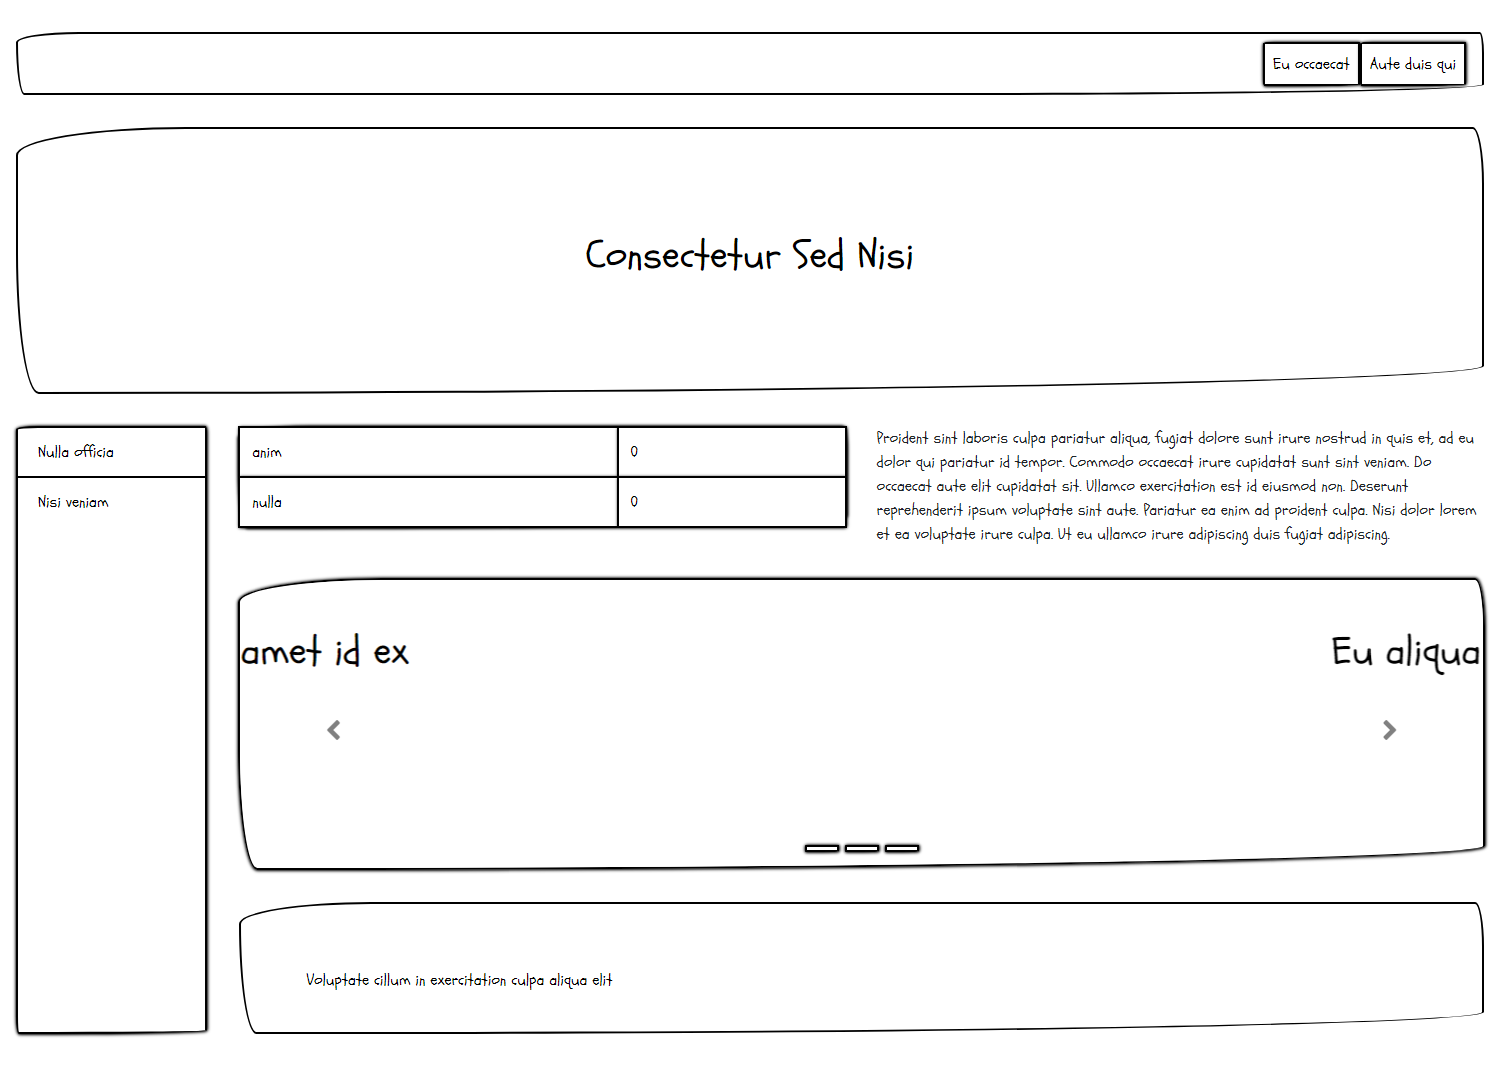 Eu occaecat
Aute duis qui
Consectetur Sed Nisi
Nulla officia
Nisi veniam
anim 0
nulla 0
Proident sint laboris culpa pariatur aliqua, fugiat dolore sunt irure nostrud in quis et, ad eu
dolor qui pariatur id tempor. Commodo occaecat irure cupidatat sunt sint veniam. Do
occaecat aute elit cupidatat sit. Ullamco exercitation est id eiusmod non. Deserunt
reprehenderit ipsum voluptate sint aute. Pariatur ea enim ad proident culpa. Nisi dolor lorem
et ea voluptate irure culpa. Ut eu ullamco irure adipiscing duis fugiat adipiscing.
amet id ex
Eu aliqua
Voluptate cillum in exercitation culpa aliqua elit